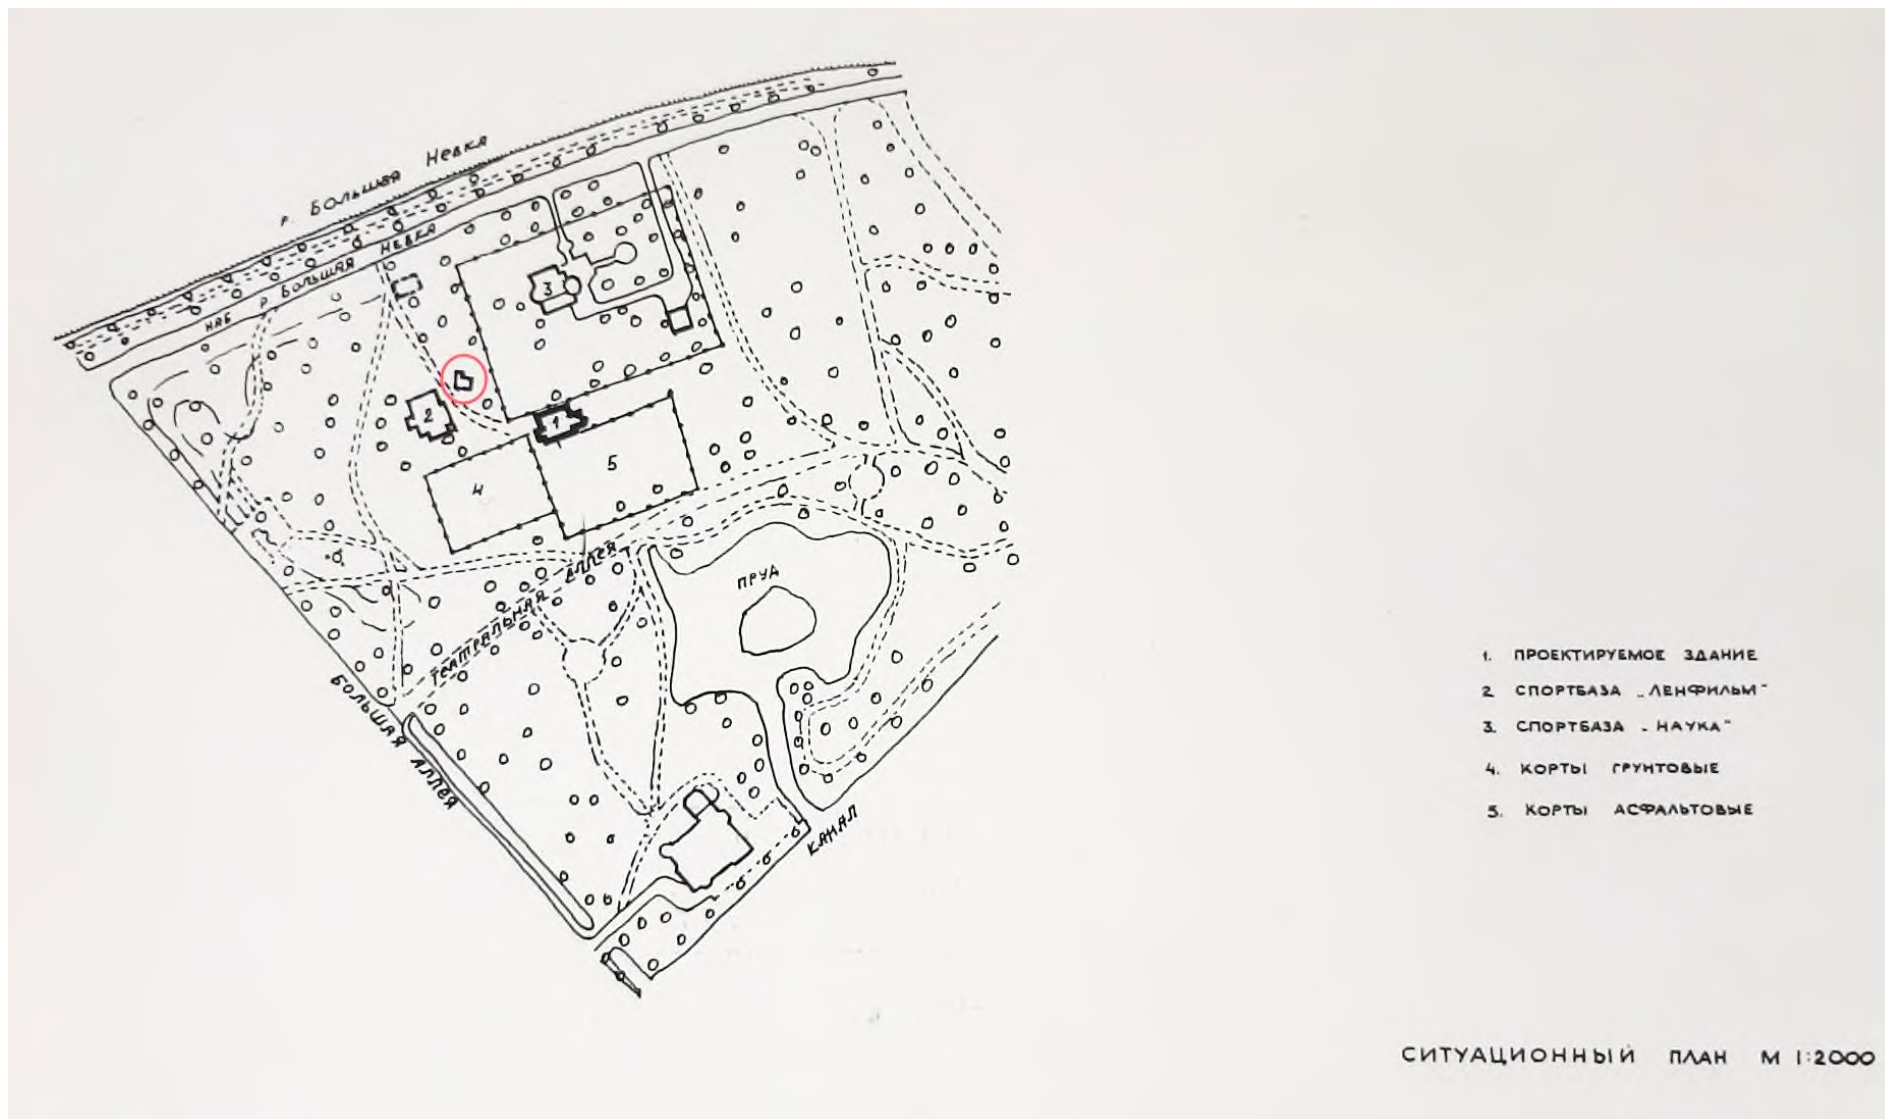 р. Большая Невка
наб р Большая Невка
3
2
1
5
4
Театральная аллея
пруд
Большая аллея
канал
1. Проектируемое здание
2 Спортбаза „Ленфильм"
3. Спортбаза „Наука"
4. Корты грунтовые
5. Корты асфальтовые
Ситуационный план М 1:2000